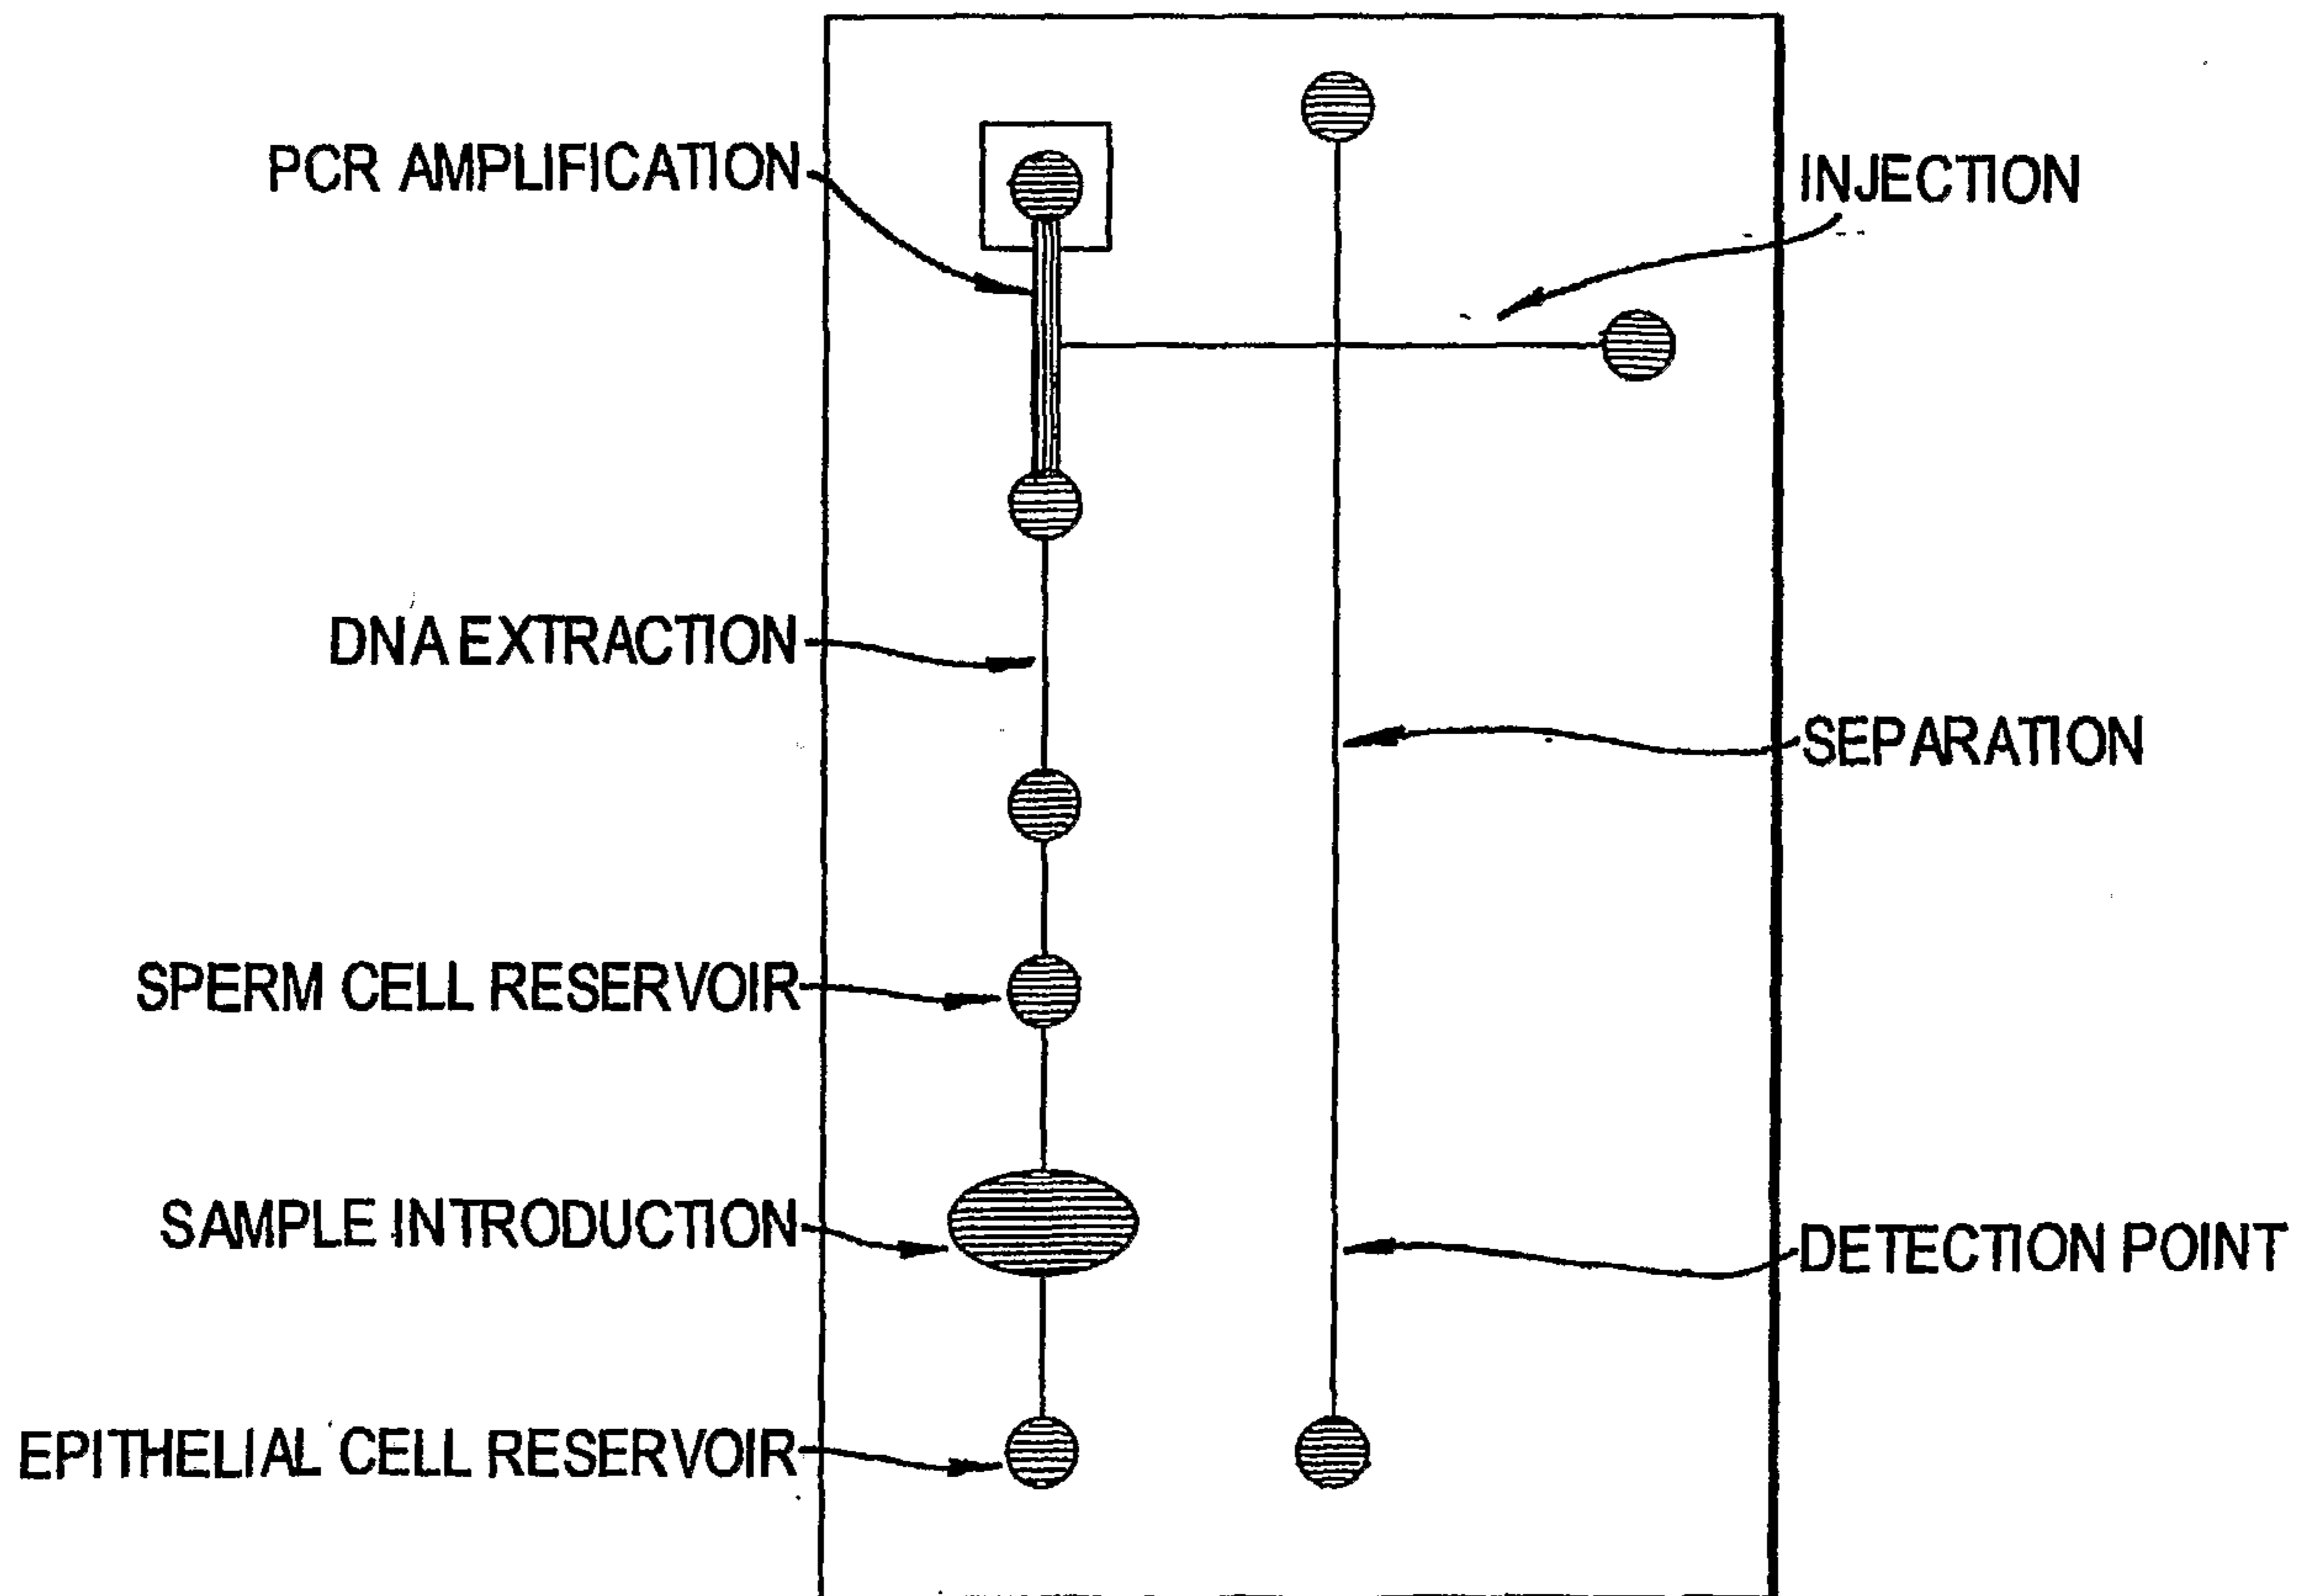 PCR AMPLIFICATION
INJECTION
DNA EXTRACTION
SEPARATION
SPERM CELL RESERVOIR
SAMPLE INTRODUCTION
DETECTION POINT
EPITHELIAL CELL RESERVOIR